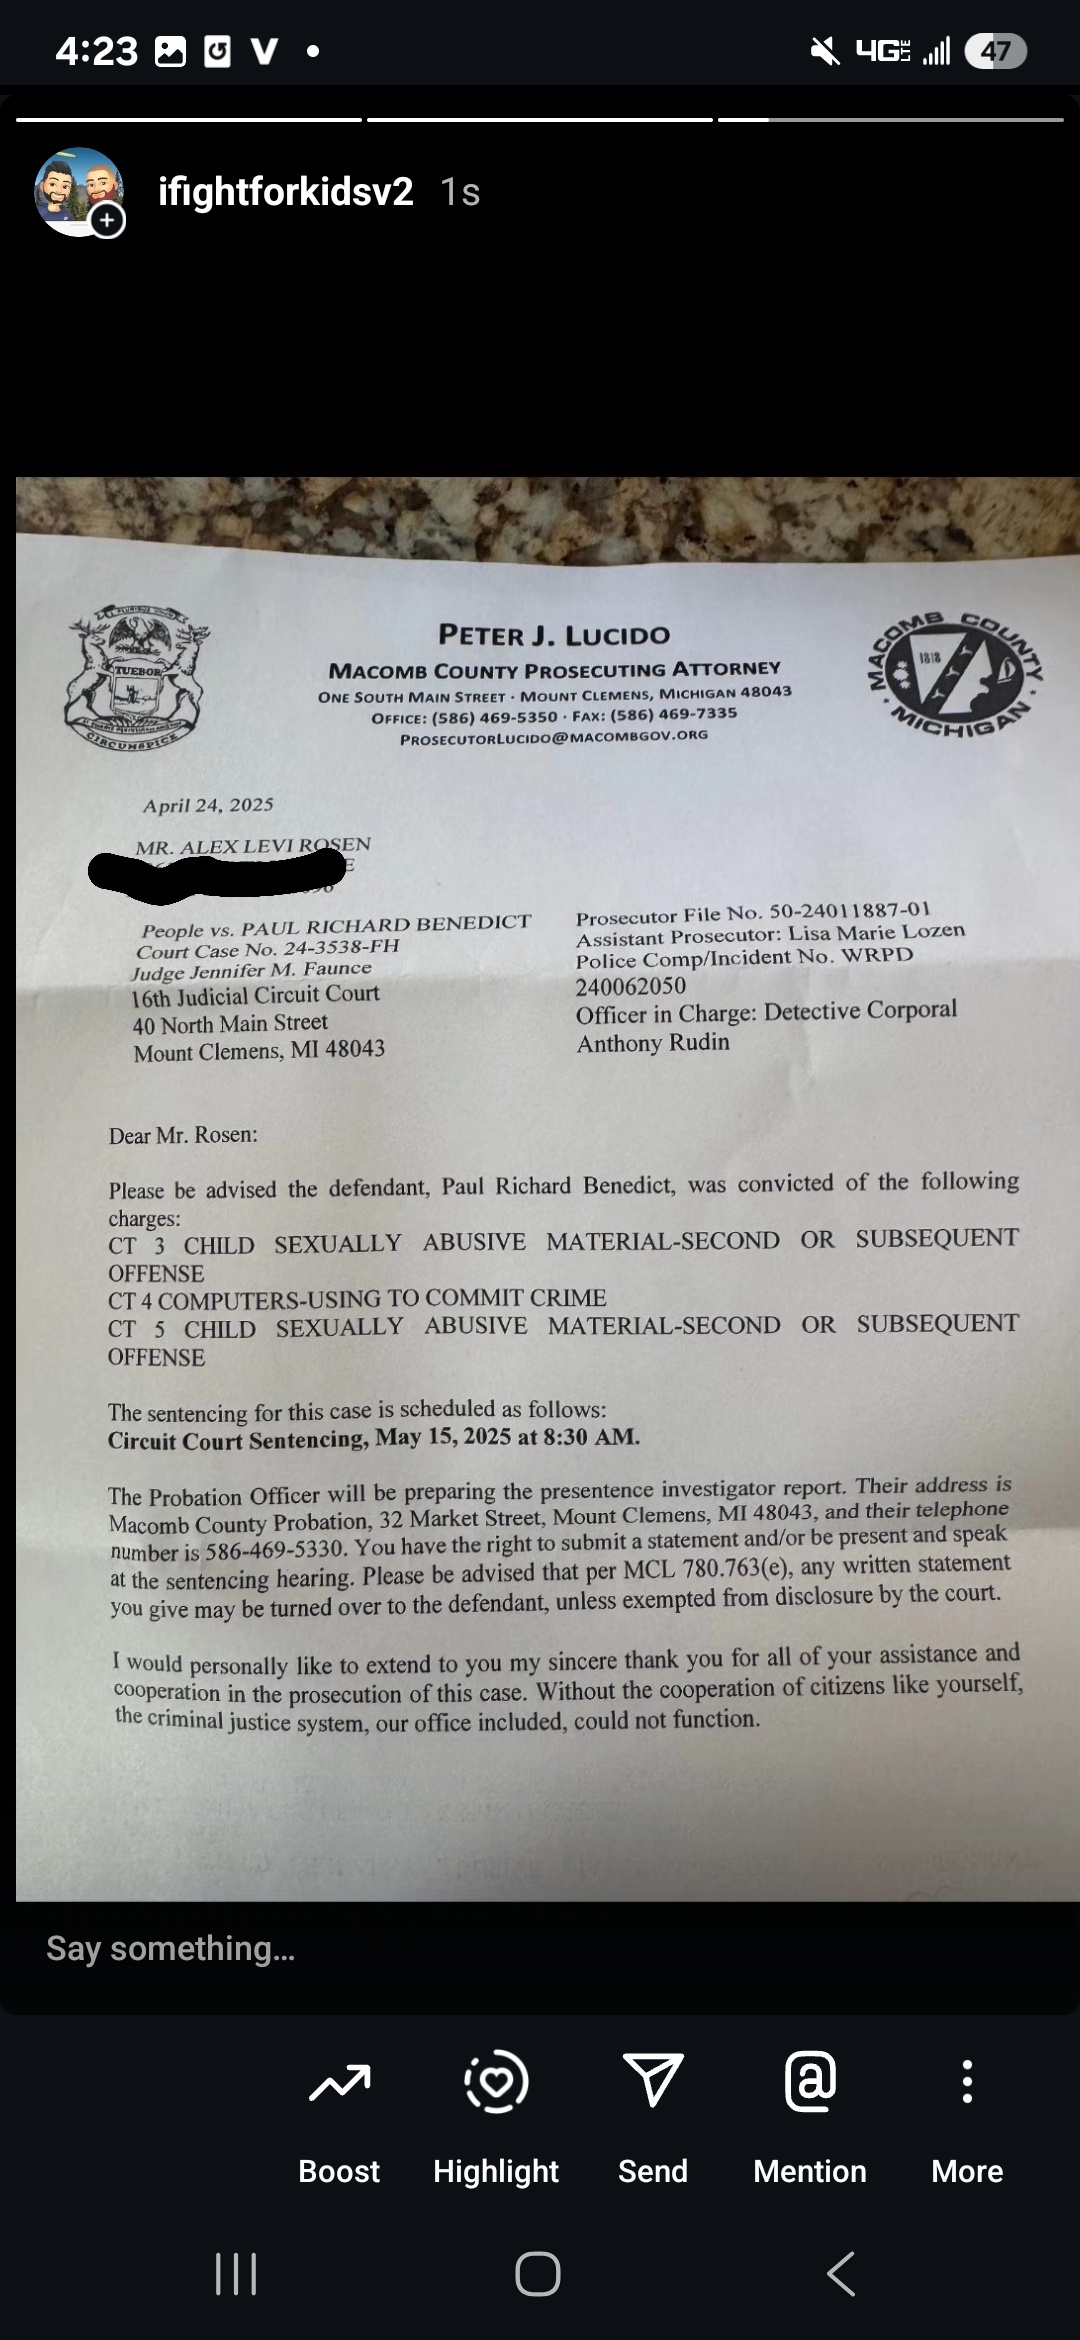 4:23
V
4G LTE
47
ifightforkidsv2 1s
TUEBOR
CIRCUMSPICE
PETER J. LUCIDO
MACOMB COUNTY PROSECUTING ATTORNEY
ONE SOUTH MAIN STREET · MOUNT CLEMENS, MICHIGAN 48043
OFFICE: (586) 469-5350 · FAX: (586) 469-7335
PROSECUTORLUCIDO@MACOMBGOV.ORG
MACOMB COUNTY
1818
MICHIGAN
April 24, 2025
MR. ALEX LEVI ROSEN
People vs. PAUL RICHARD BENEDICT
Court Case No. 24-3538-FH
Judge Jennifer M. Faunce
16th Judicial Circuit Court
40 North Main Street
Mount Clemens, MI 48043
Prosecutor File No. 50-24011887-01
Assistant Prosecutor: Lisa Marie Lozen
Police Comp/Incident No. WRPD
240062050
Officer in Charge: Detective Corporal
Anthony Rudin
Dear Mr. Rosen:
Please be advised the defendant, Paul Richard Benedict, was convicted of the following
charges:
CT 3 CHILD SEXUALLY ABUSIVE MATERIAL-SECOND OR SUBSEQUENT
OFFENSE
CT 4 COMPUTERS-USING TO COMMIT CRIME
CT 5 CHILD SEXUALLY ABUSIVE MATERIAL-SECOND OR SUBSEQUENT
OFFENSE
The sentencing for this case is scheduled as follows:
Circuit Court Sentencing, May 15, 2025 at 8:30 AM.
The Probation Officer will be preparing the presentence investigator report. Their address is
Macomb County Probation, 32 Market Street, Mount Clemens, MI 48043, and their telephone
number is 586-469-5330. You have the right to submit a statement and/or be present and speak
at the sentencing hearing. Please be advised that per MCL 780.763(e), any written statement
you give may be turned over to the defendant, unless exempted from disclosure by the court.
I would personally like to extend to you my sincere thank you for all of your assistance and
cooperation in the prosecution of this case. Without the cooperation of citizens like yourself,
the criminal justice system, our office included, could not function.
Say something...
Boost
Highlight
Send
Mention
More